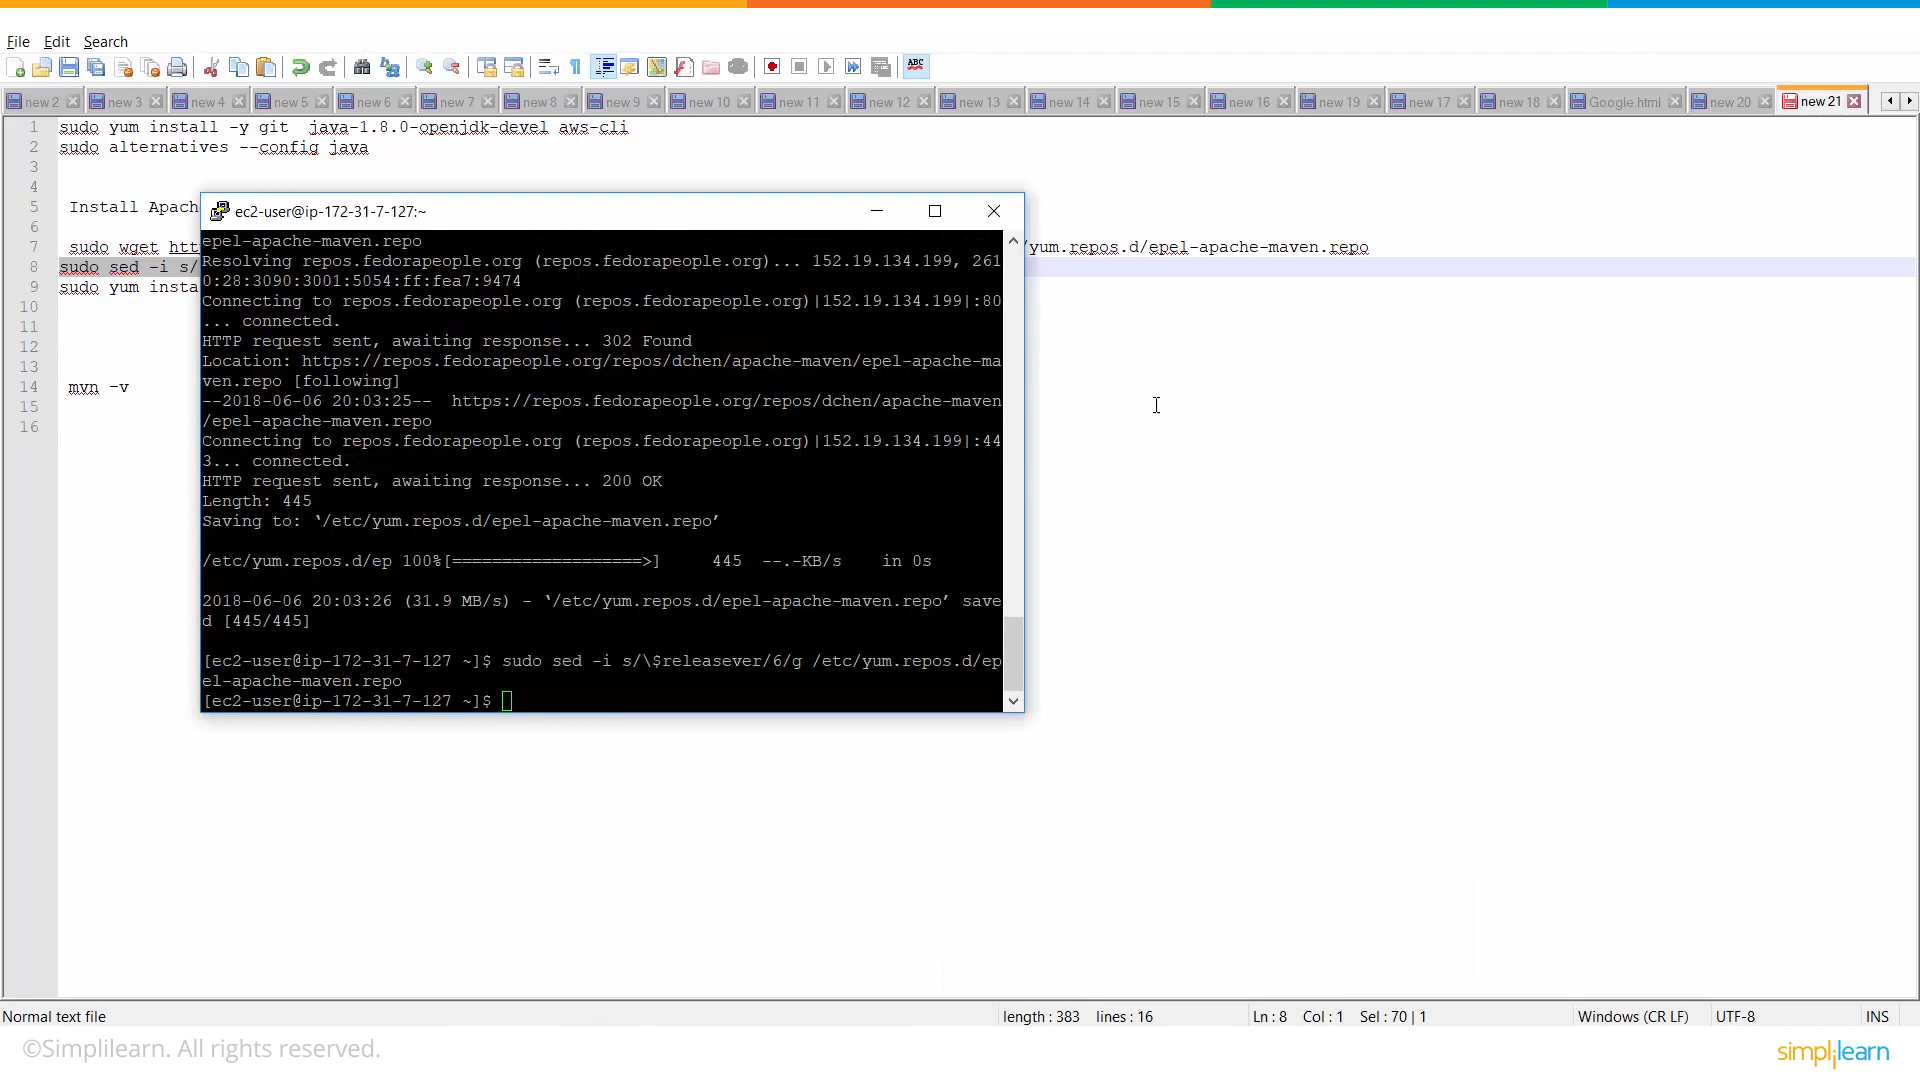 File Edit Search
new 2 new 3 new 4 new 5 new 6 new 7 new 8 new 9 new 10 new 11 new 12 new 13 new 14 new 15 new 16 new 19 new 17 new 18 Google.html new 20 new 21
1 sudo yum install -y git  java-1.8.0-openjdk-devel aws-cli
2 sudo alternatives --config java
3
4
5 Install Apach
6
7 sudo wget htt /yum.repos.d/epel-apache-maven.repo
8 sudo sed -i s/
9 sudo yum insta
10
11
12
13
14 mvn -v
15
16
ec2-user@ip-172-31-7-127:~
epel-apache-maven.repo
Resolving repos.fedorapeople.org (repos.fedorapeople.org)... 152.19.134.199, 261
0:28:3090:3001:5054:ff:fea7:9474
Connecting to repos.fedorapeople.org (repos.fedorapeople.org)|152.19.134.199|:80
... connected.
HTTP request sent, awaiting response... 302 Found
Location: https://repos.fedorapeople.org/repos/dchen/apache-maven/epel-apache-ma
ven.repo [following]
--2018-06-06 20:03:25--  https://repos.fedorapeople.org/repos/dchen/apache-maven
/epel-apache-maven.repo
Connecting to repos.fedorapeople.org (repos.fedorapeople.org)|152.19.134.199|:44
3... connected.
HTTP request sent, awaiting response... 200 OK
Length: 445
Saving to: ‘/etc/yum.repos.d/epel-apache-maven.repo’
/etc/yum.repos.d/ep 100%[===================>]     445  --.-KB/s    in 0s
2018-06-06 20:03:26 (31.9 MB/s) - ‘/etc/yum.repos.d/epel-apache-maven.repo’ save
d [445/445]
[ec2-user@ip-172-31-7-127 ~]$ sudo sed -i s/\$releasever/6/g /etc/yum.repos.d/ep
el-apache-maven.repo
[ec2-user@ip-172-31-7-127 ~]$
Normal text file length : 383 lines : 16 Ln : 8 Col : 1 Sel : 70 | 1 Windows (CR LF) UTF-8 INS
©Simplilearn. All rights reserved.
simplilearn